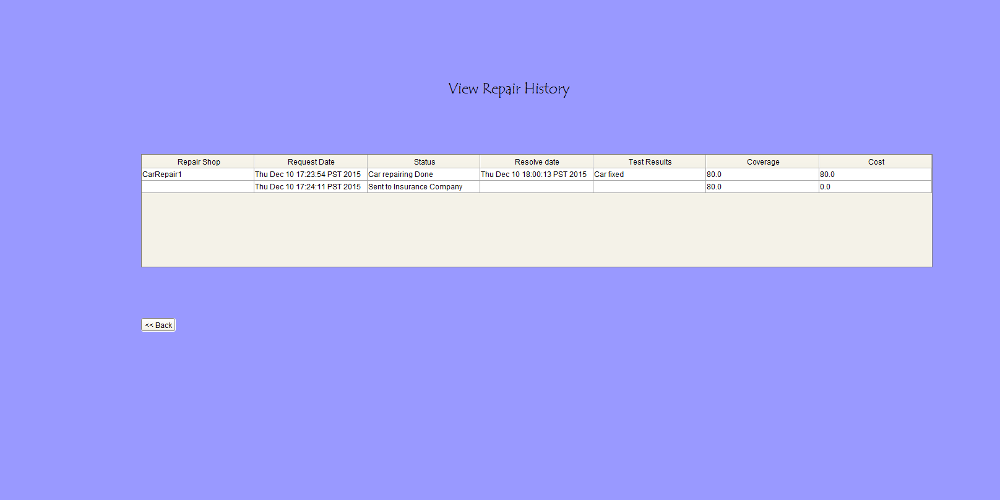 View Repair History
Repair Shop Request Date Status Resolve date Test Results Coverage Cost
CarRepair1 Thu Dec 10 17:23:54 PST 2015 Car repairing Done Thu Dec 10 18:00:13 PST 2015 Car fixed 80.0 80.0
Thu Dec 10 17:24:11 PST 2015 Sent to Insurance Company 80.0 0.0
<< Back